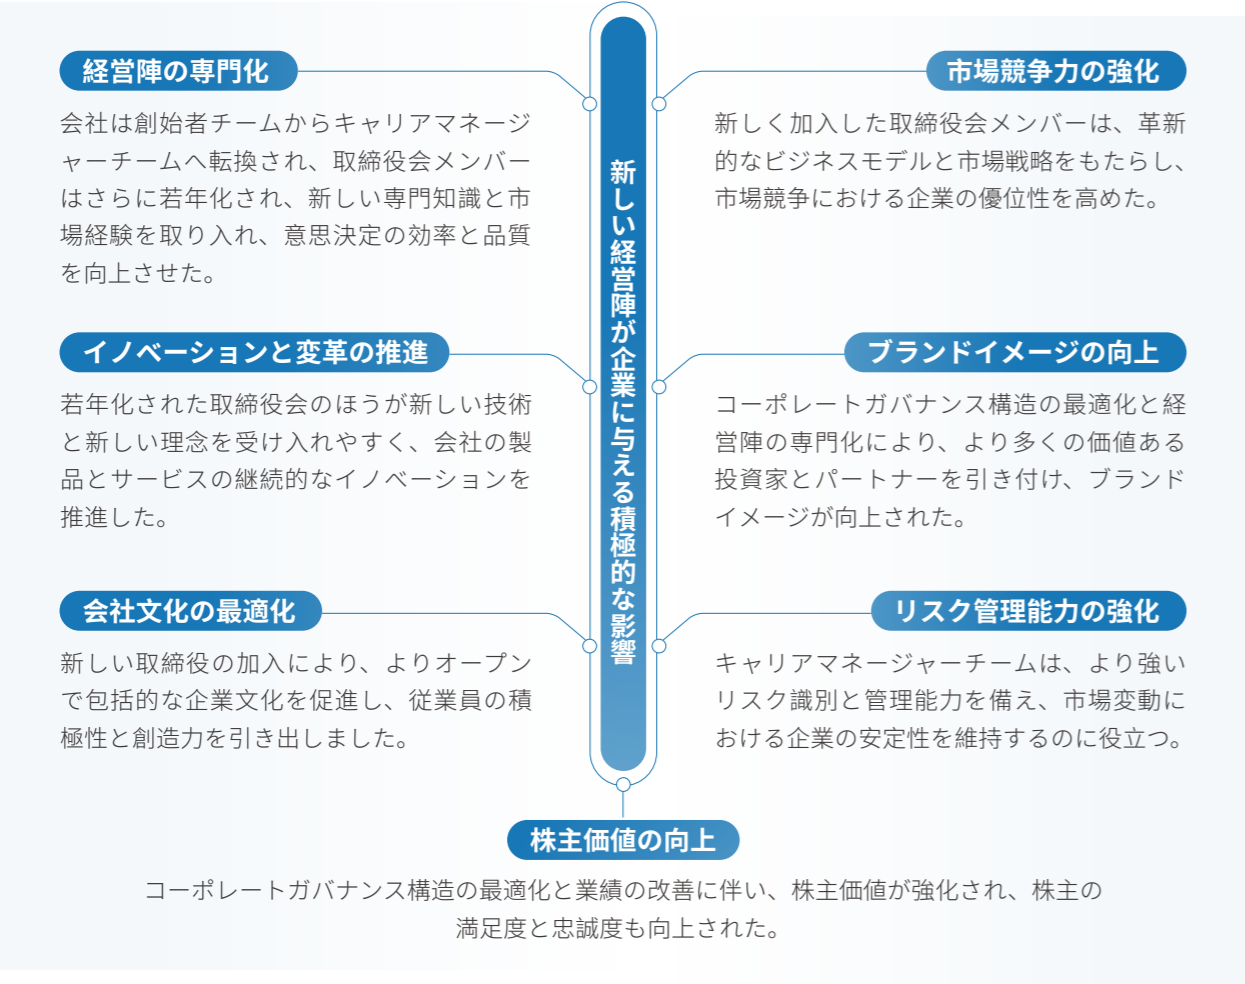 経営陣の専門化
会社は創始者チームからキャリアマネージ
ャーチームへ転換され、取締役会メンバー
はさらに若年化され、新しい専門知識と市
場経験を取り入れ、意思決定の効率と品質
を向上させた。
イノベーションと変革の推進
若年化された取締役会のほうが新しい技術
と新しい理念を受け入れやすく、会社の製
品とサービスの継続的なイノベーションを
推進した。
会社文化の最適化
新しい取締役の加入により、よりオープン
で包括的な企業文化を促進し、従業員の積
極性と創造力を引き出しました。
新しい経営陣が企業に与える積極的な影響
市場競争力の強化
新しく加入した取締役会メンバーは、革新
的なビジネスモデルと市場戦略をもたらし、
市場競争における企業の優位性を高めた。
ブランドイメージの向上
コーポレートガバナンス構造の最適化と経
営陣の専門化により、より多くの価値ある
投資家とパートナーを引き付け、ブランド
イメージが向上された。
リスク管理能力の強化
キャリアマネージャーチームは、より強い
リスク識別と管理能力を備え、市場変動に
おける企業の安定性を維持するのに役立つ。
株主価値の向上
コーポレートガバナンス構造の最適化と業績の改善に伴い、株主価値が強化され、株主の
満足度と忠誠度も向上された。